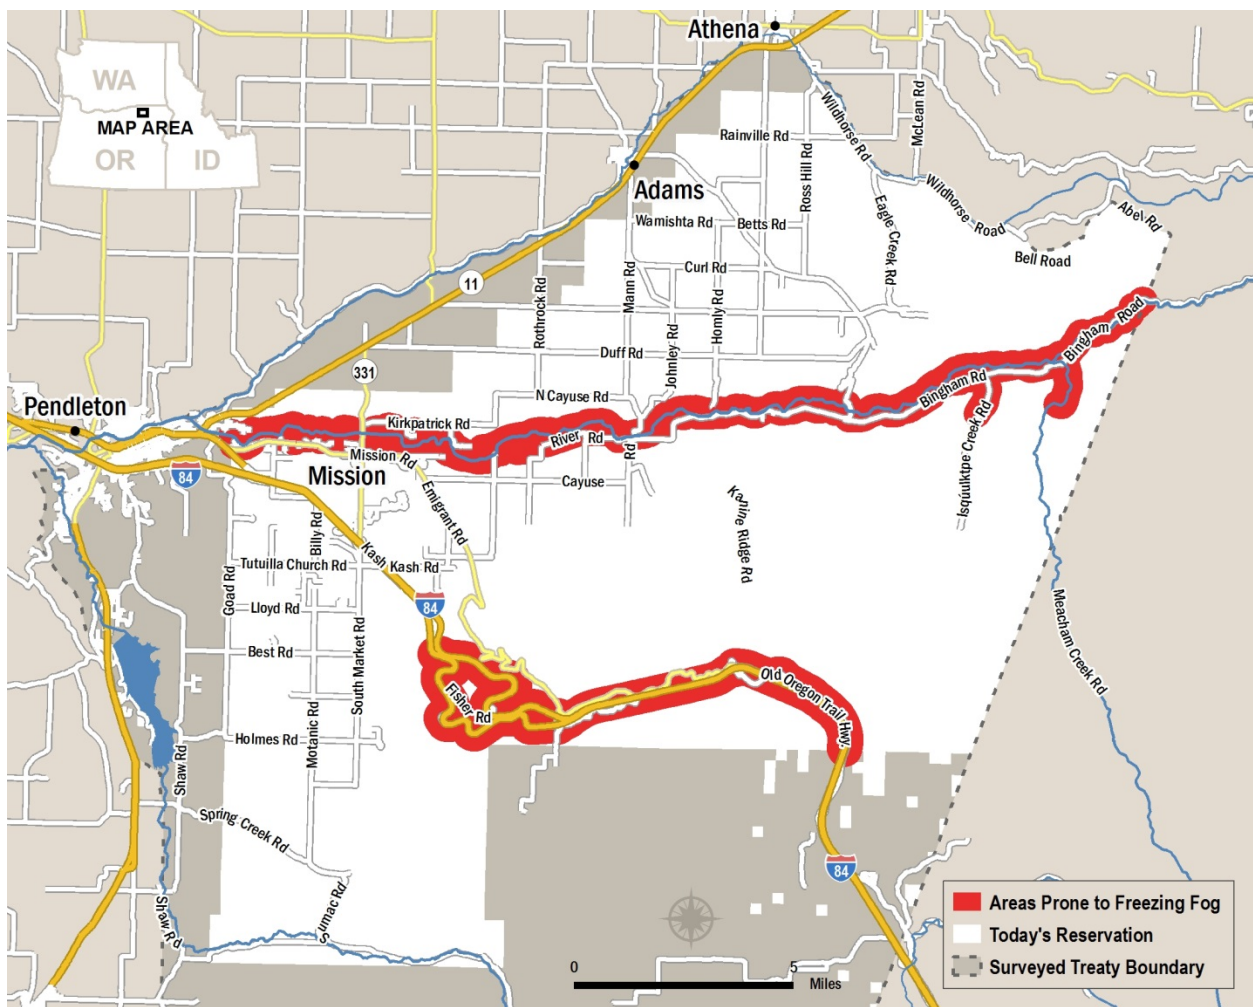 Athena
WA
MAP AREA
OR
ID
Rainville Rd
Wildhorse Rd
McLean Rd
Adams
Ross Hill Rd
Wildhorse Road
Eagle Creek Rd
Abel Rd
Wamishta Rd
Betts Rd
Bell Road
Curl Rd
11
Rothrock Rd
Mann Rd
Homly Rd
Johnley Rd
Bingham Road
Duff Rd
331
N Cayuse Rd
Bingham Rd
Pendleton
Kirkpatrick Rd
River Rd
Rd
Isqúulktpe Creek Rd
Mission Rd
Mission
84
Cayuse
Emigrant Rd
Kanine Ridge Rd
Billy Rd
Kash Kash Rd
Tutuilla Church Rd
Goad Rd
84
Lloyd Rd
South Market Rd
Best Rd
Meacham Creek Rd
Fisher Rd
Old Oregon Trail Hwy.
Motanic Rd
Holmes Rd
Shaw Rd
Spring Creek Rd
84
Sumac Rd
Shaw Rd
Areas Prone to Freezing Fog
Today's Reservation
Surveyed Treaty Boundary
0
5
Miles